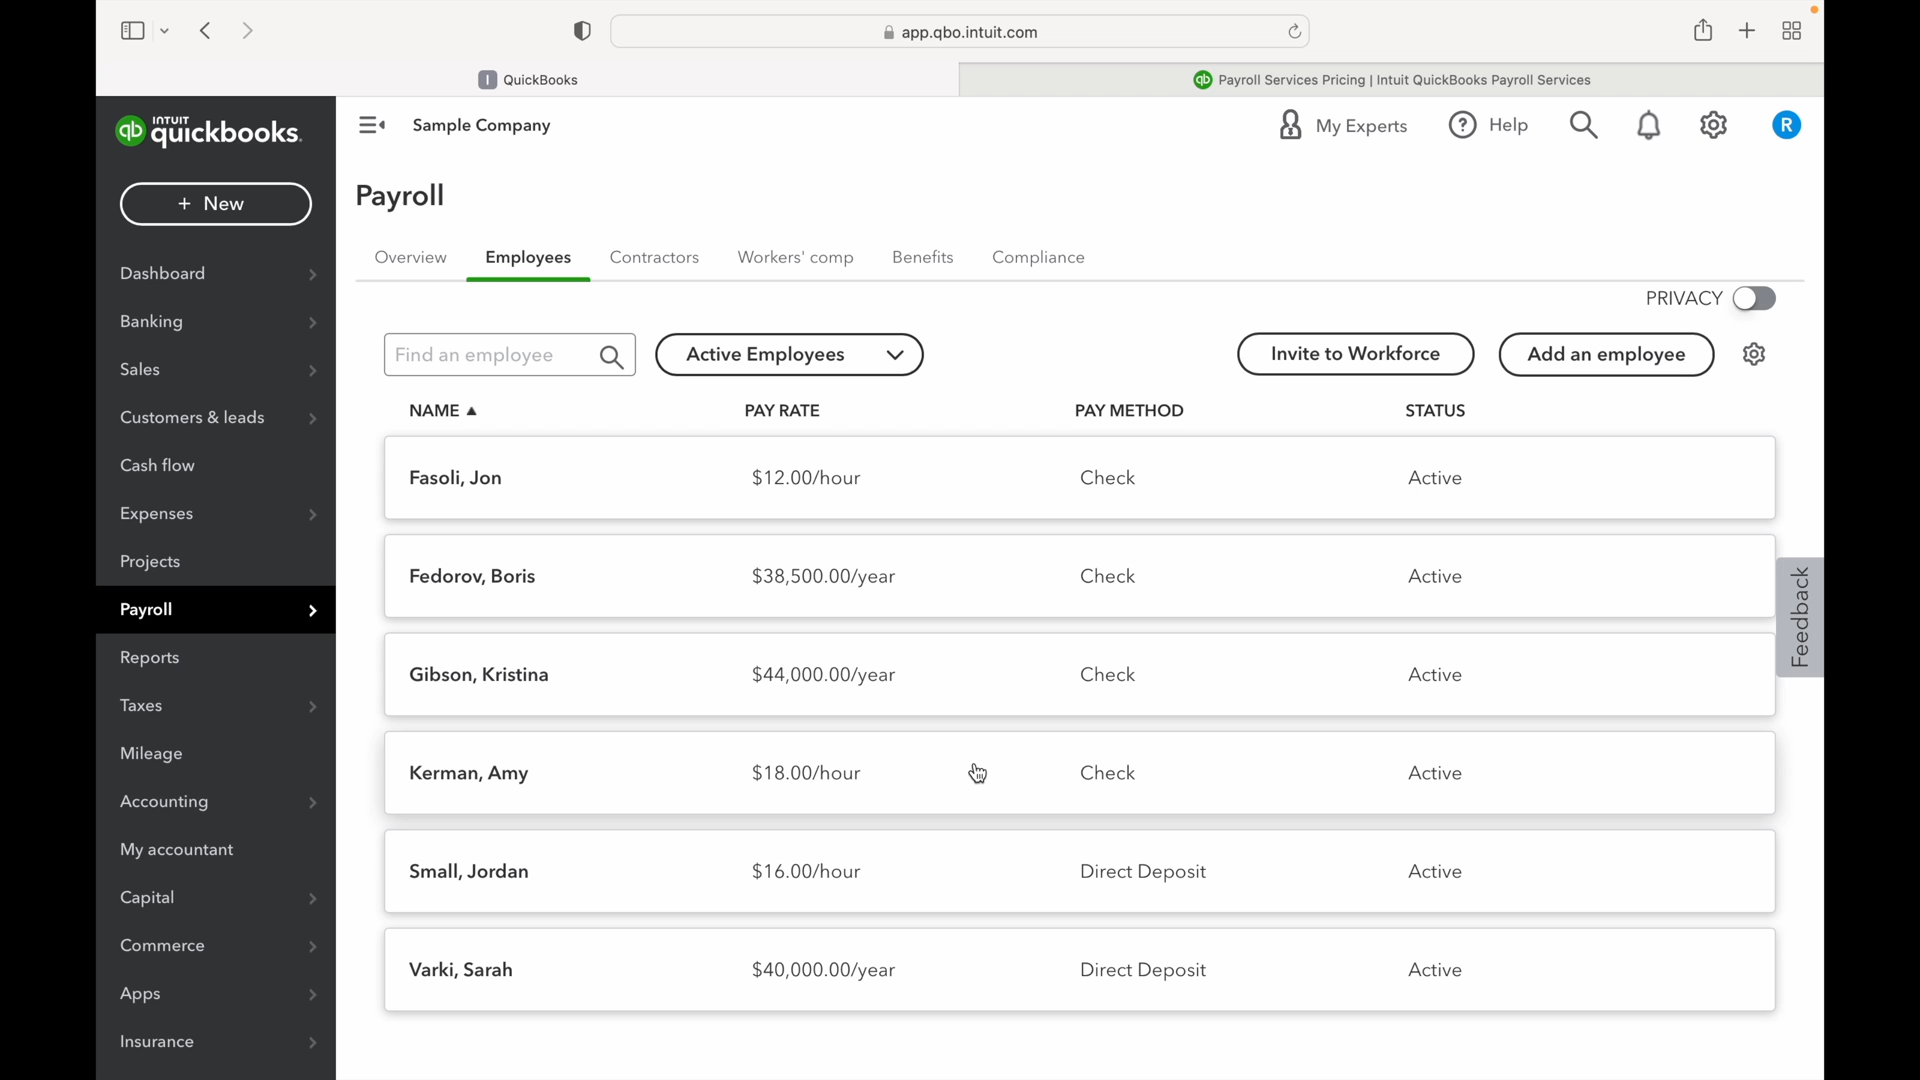 app.qbo.intuit.com
I QuickBooks
qb Payroll Services Pricing | Intuit QuickBooks Payroll Services
INTUIT
qb quickbooks.
Sample Company
My Experts
? Help
R
+ New
Payroll
Overview Employees Contractors Workers' comp Benefits Compliance
PRIVACY
Find an employee
Active Employees
Invite to Workforce
Add an employee
NAME PAY RATE PAY METHOD STATUS
Fasoli, Jon $12.00/hour Check Active
Fedorov, Boris $38,500.00/year Check Active
Gibson, Kristina $44,000.00/year Check Active
Kerman, Amy $18.00/hour Check Active
Small, Jordan $16.00/hour Direct Deposit Active
Varki, Sarah $40,000.00/year Direct Deposit Active
Dashboard
Banking
Sales
Customers & leads
Cash flow
Expenses
Projects
Payroll
Reports
Taxes
Mileage
Accounting
My accountant
Capital
Commerce
Apps
Insurance
Feedback